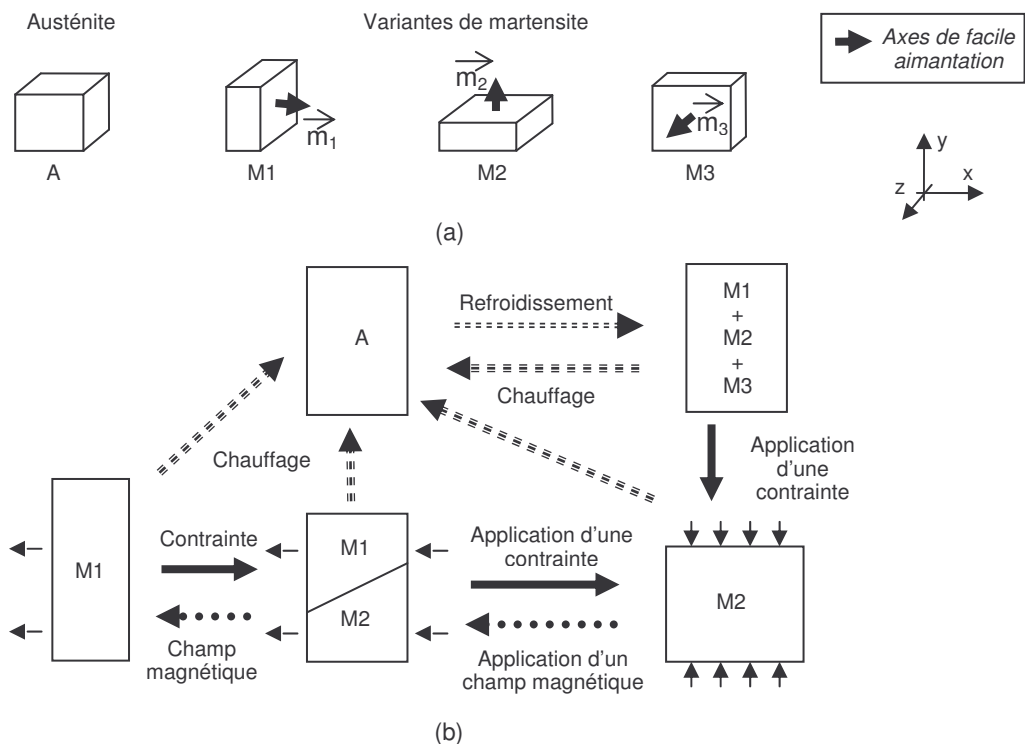 Austénite
Variantes de martensite
Axes de facile
aimantation
m1
m2
m3
A
M1
M2
M3
y
z
x
(a)
A
Refroidissement
Chauffage
M1
+
M2
+
M3
Application
d'une
contrainte
Chauffage
M1
Contrainte
Champ
magnétique
M1
M2
Application d'une
contrainte
Application d'un
champ magnétique
M2
(b)